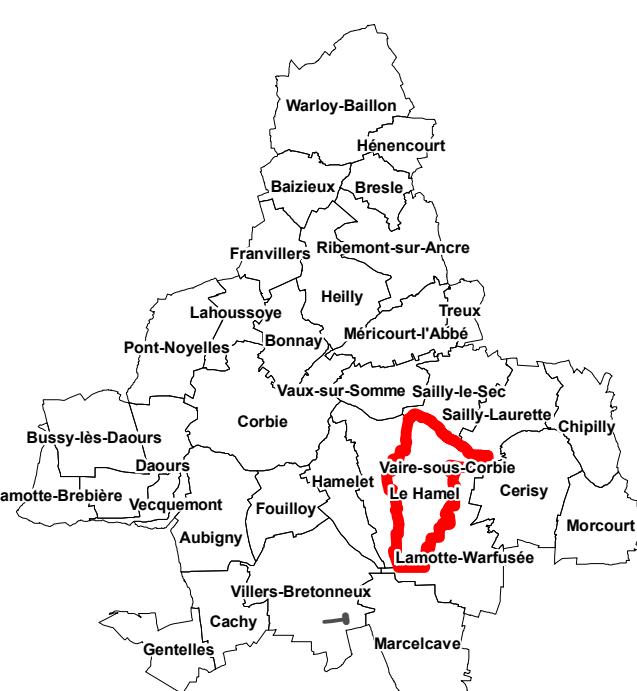 Warloy-Baillon
Hénencourt
Baizieux
Bresle
Franvillers
Ribemont-sur-Ancre
Heilly
Lahoussoye
Treux
Bonnay
Méricourt-l'Abbé
Pont-Noyelles
Vaux-sur-Somme
Sailly-le-Sec
Sailly-Laurette
Corbie
Chipilly
Bussy-lès-Daours
Daours
Vaire-sous-Corbie
Hamelet
Le Hamel
Cerisy
amotte-Brebière
Vecquemont
Fouilloy
Morcourt
Aubigny
Lamotte-Warfusée
Villers-Bretonneux
Cachy
Gentelles
Marcelcave